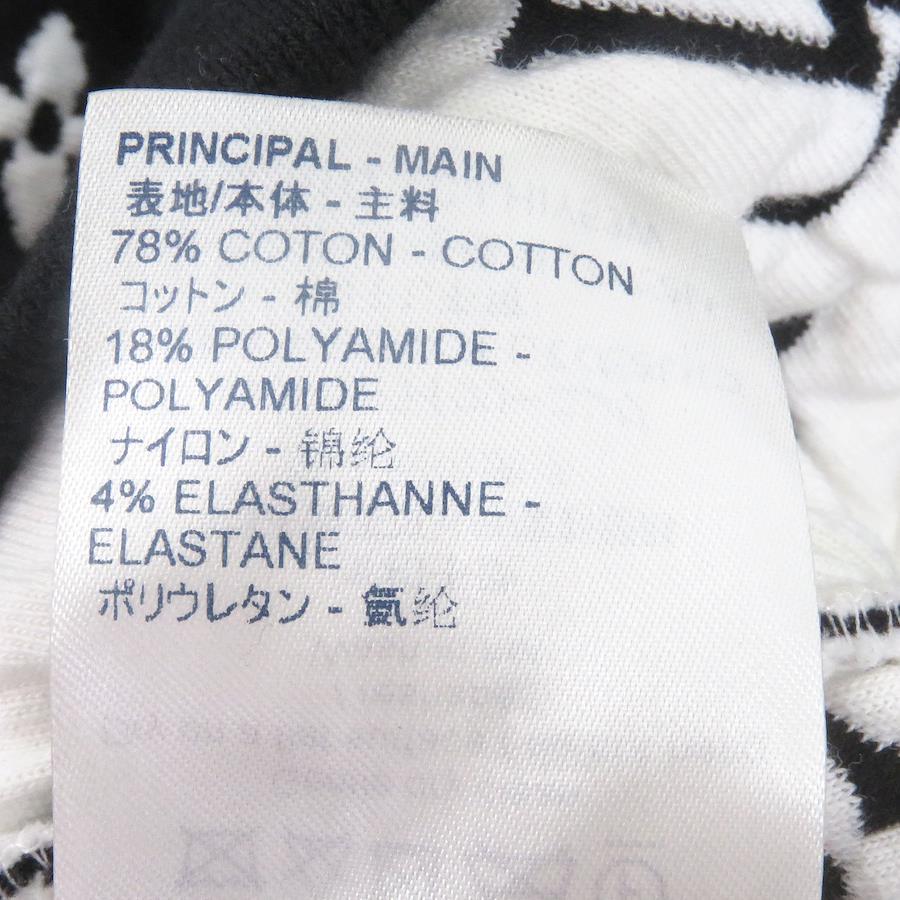 PRINCIPAL - MAIN
表地/本体 - 主料
78% COTON - COTTON
コットン - 棉
18% POLYAMIDE -
POLYAMIDE
ナイロン - 锦纶
4% ELASTHANNE -
ELASTANE
ポリウレタン - 氨纶